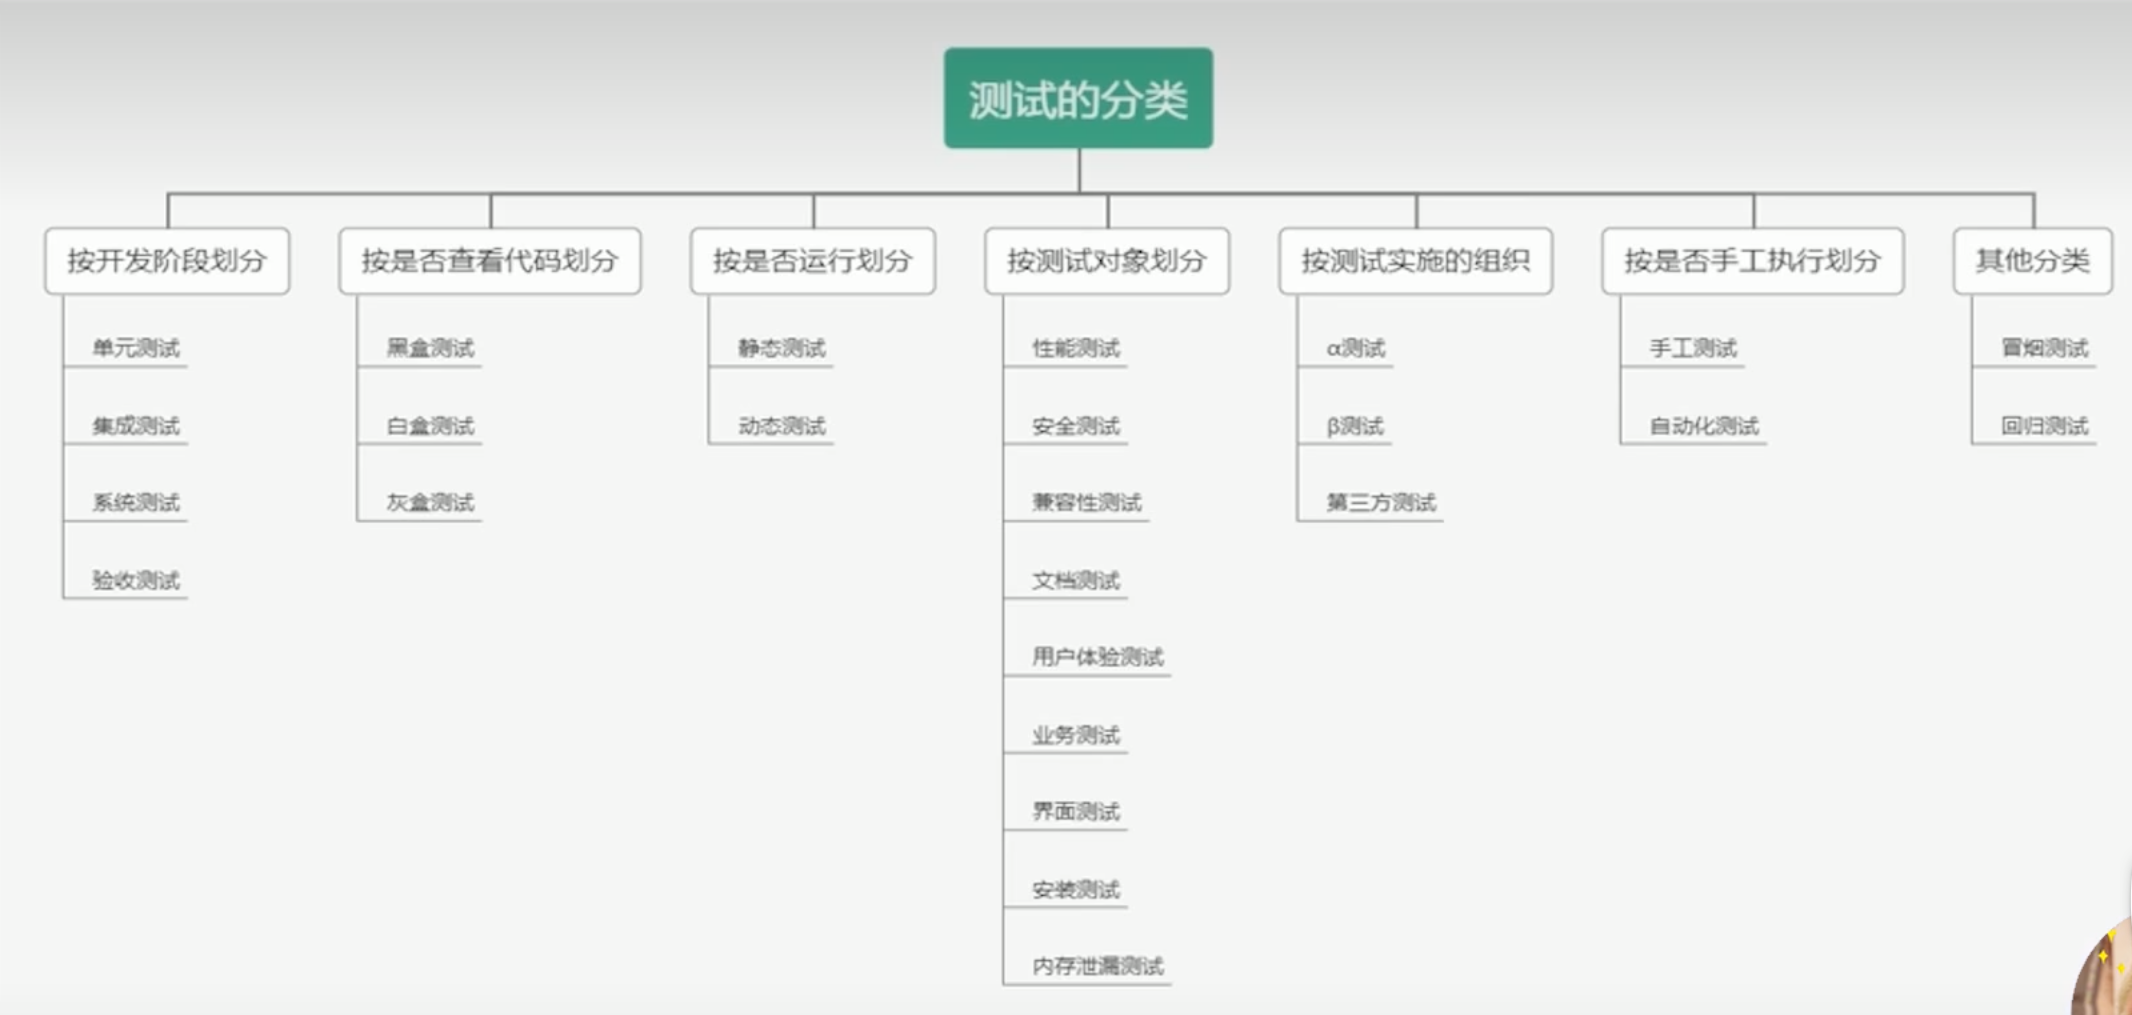 测试的分类
按开发阶段划分
单元测试
集成测试
系统测试
验收测试
按是否查看代码划分
黑盒测试
白盒测试
灰盒测试
按是否运行划分
静态测试
动态测试
按测试对象划分
性能测试
安全测试
兼容性测试
文档测试
用户体验测试
业务测试
界面测试
安装测试
内存泄漏测试
按测试实施的组织
α测试
β测试
第三方测试
按是否手工执行划分
手工测试
自动化测试
其他分类
冒烟测试
回归测试